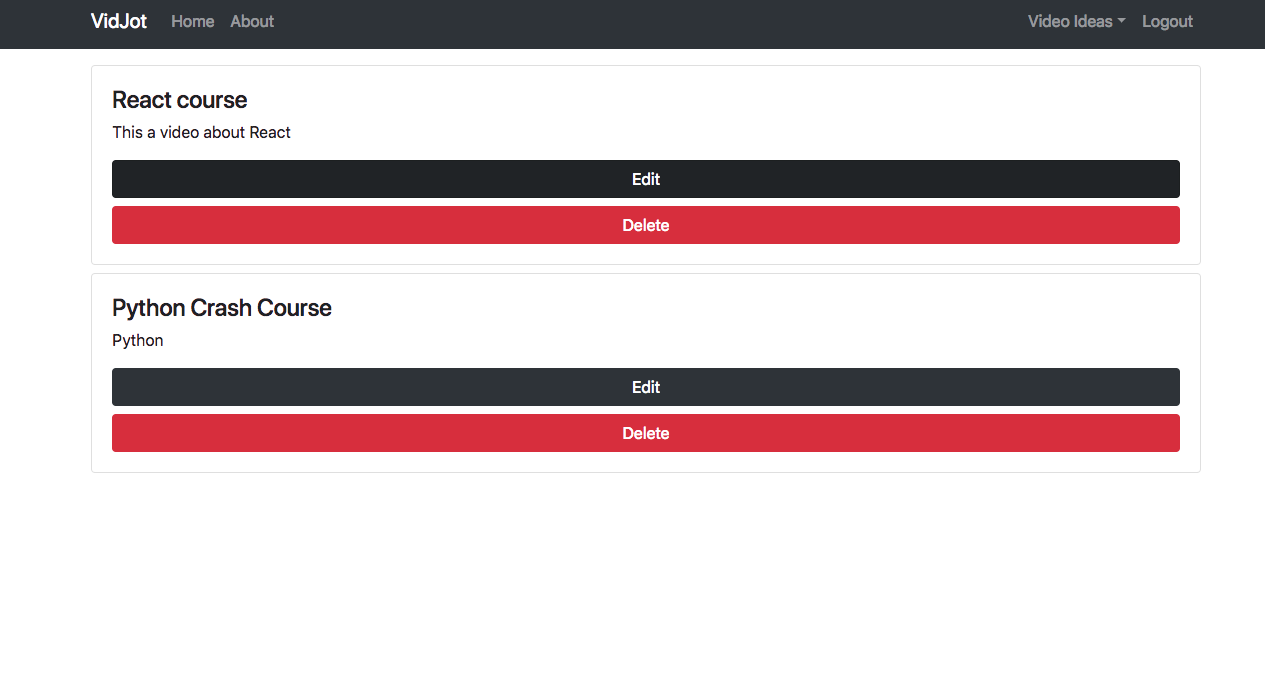 VidJot Home About Video Ideas Logout
React course
This a video about React
Edit
Delete
Python Crash Course
Python
Edit
Delete